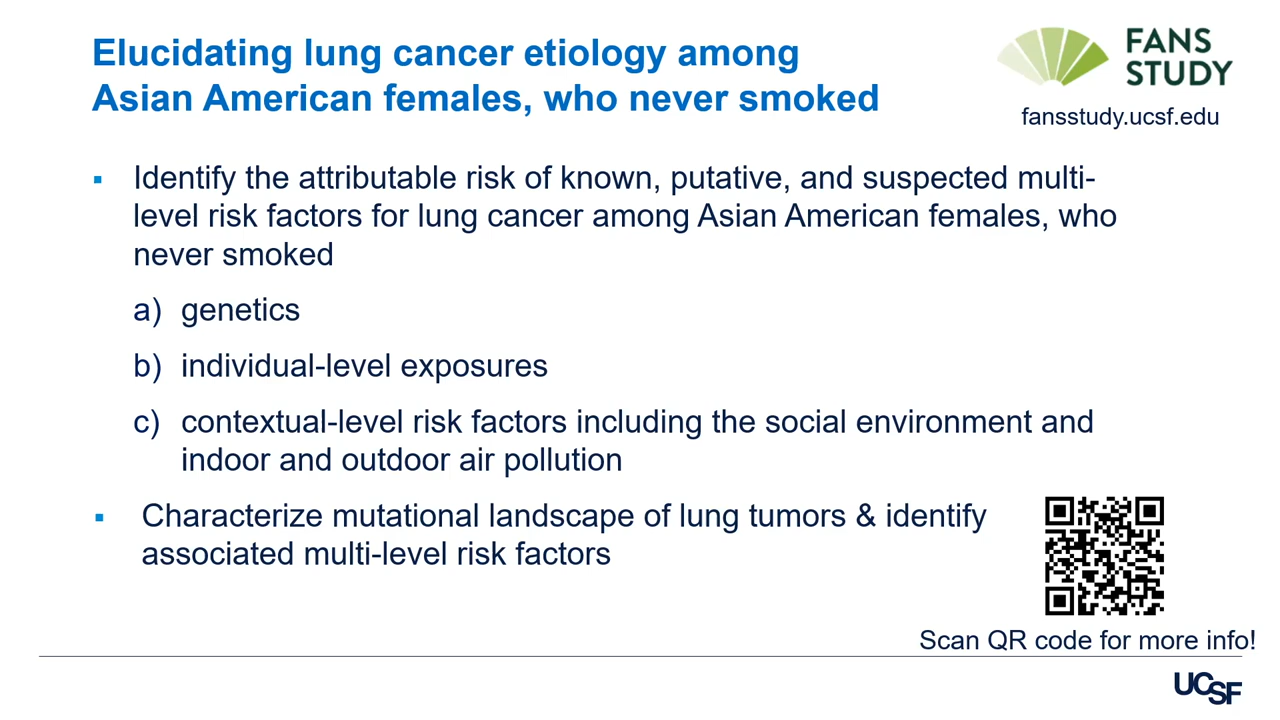 Elucidating lung cancer etiology among
Asian American females, who never smoked
FANS
STUDY
fansstudy.ucsf.edu
▪ Identify the attributable risk of known, putative, and suspected multi-
level risk factors for lung cancer among Asian American females, who
never smoked
a) genetics
b) individual-level exposures
c) contextual-level risk factors including the social environment and
indoor and outdoor air pollution
▪ Characterize mutational landscape of lung tumors & identify
associated multi-level risk factors
Scan QR code for more info!
UCSF